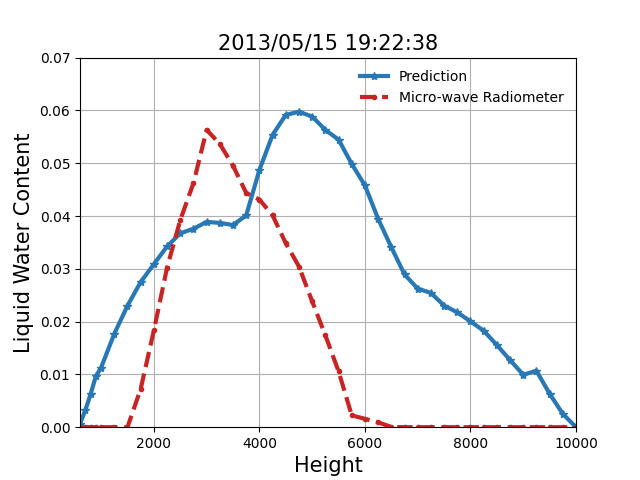 2013/05/15 19:22:38
0.07
0.06
0.05
0.04
0.03
0.02
0.01
0.00
Liquid Water Content
Prediction
Micro-wave Radiometer
2000 4000 6000 8000 10000
Height